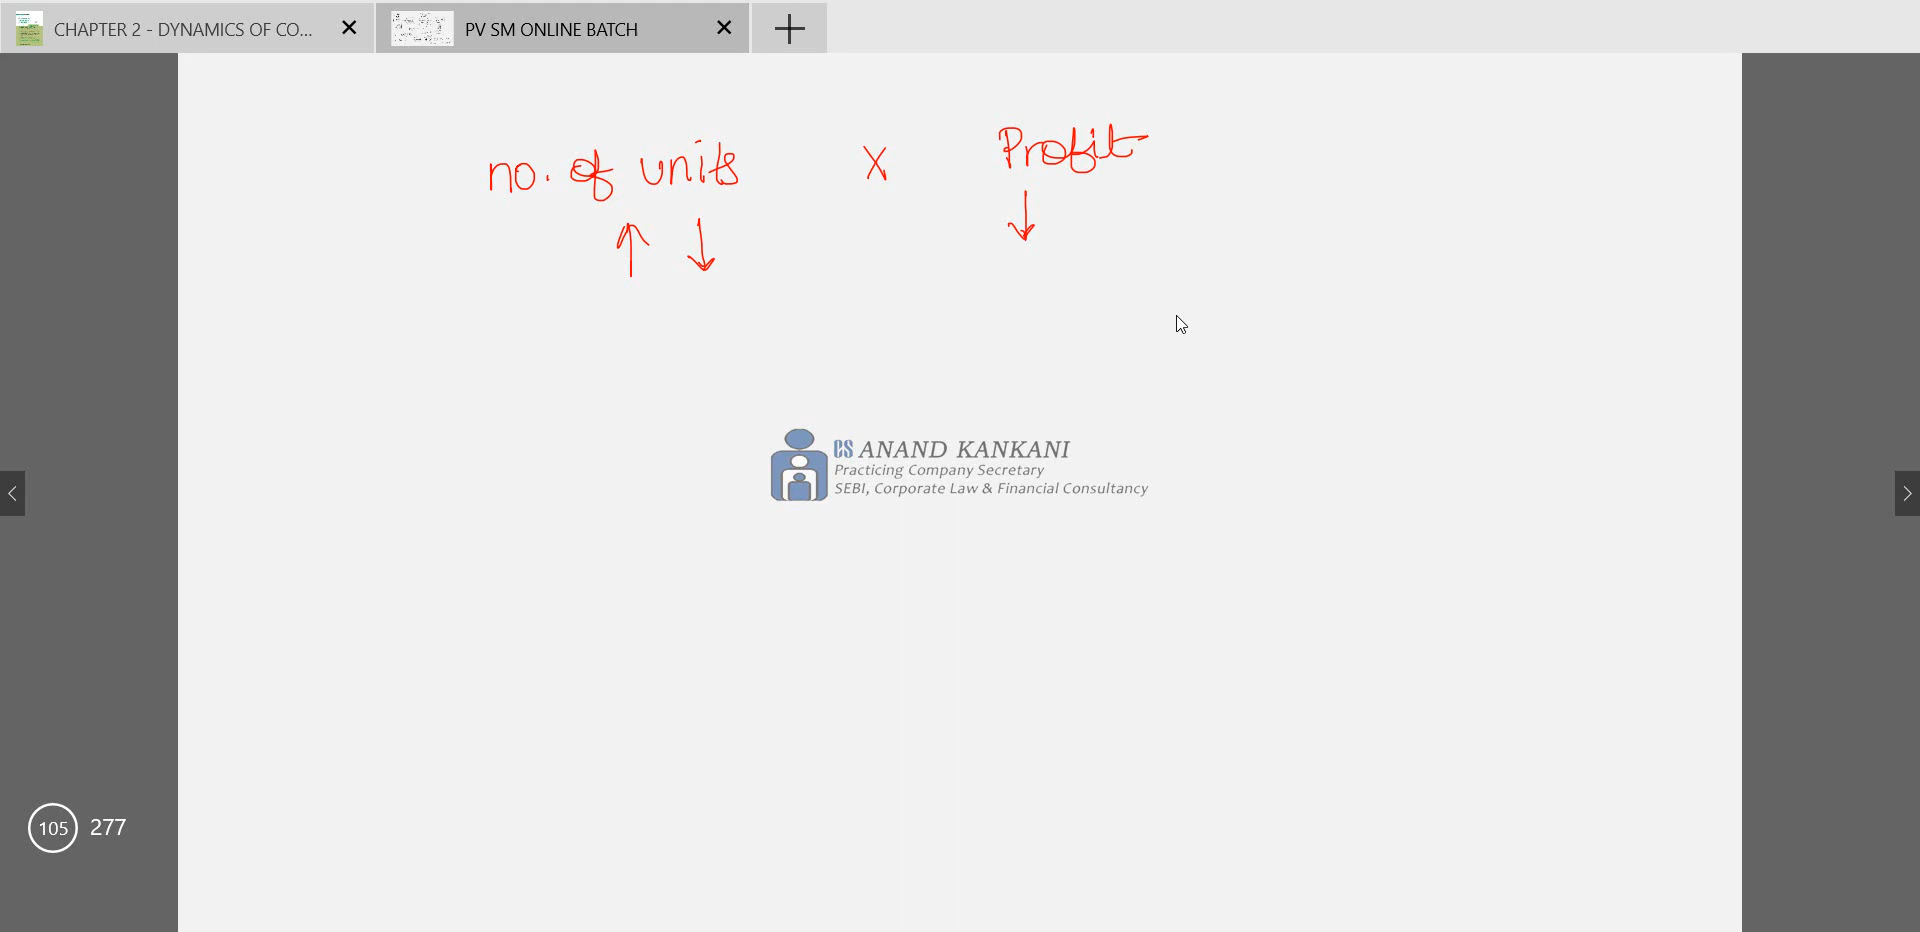 CHAPTER 2 - DYNAMICS OF CO...
PV SM ONLINE BATCH
no. of units X Profit
↑ ↓ ↓
CS ANAND KANKANI
Practicing Company Secretary
SEBI, Corporate Law & Financial Consultancy
105 277